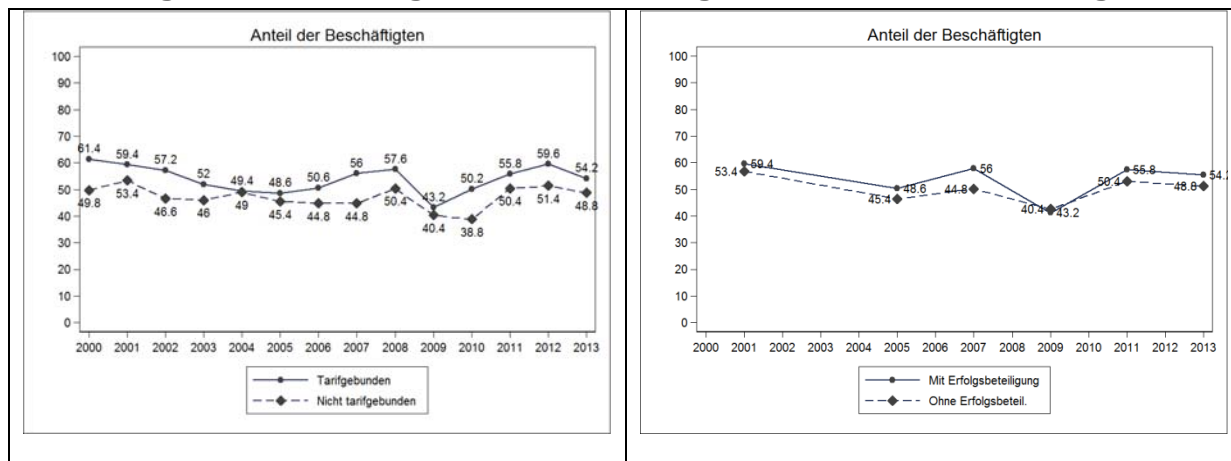 Anteil der Beschäftigten
100
90
80
70
60
50
40
30
20
10
0
61.4 59.4 57.2 52 49.4 48.6 50.6 56 57.6 43.2 50.2 55.8 59.6 54.2
49.8 53.4 46.6 46 49 45.4 44.8 44.8 50.4 40.4 38.8 50.4 51.4 48.8
2000 2001 2002 2003 2004 2005 2006 2007 2008 2009 2010 2011 2012 2013
Tarifgebunden
Nicht tarifgebunden
Anteil der Beschäftigten
100
90
80
70
60
50
40
30
20
10
0
59.4 48.6 56 43.2 55.8 54.2
53.4 45.4 44.8 40.4 50.4 48.8
2000 2001 2002 2003 2004 2005 2006 2007 2008 2009 2010 2011 2012 2013
Mit Erfolgsbeteiligung
Ohne Erfolgsbeteil.